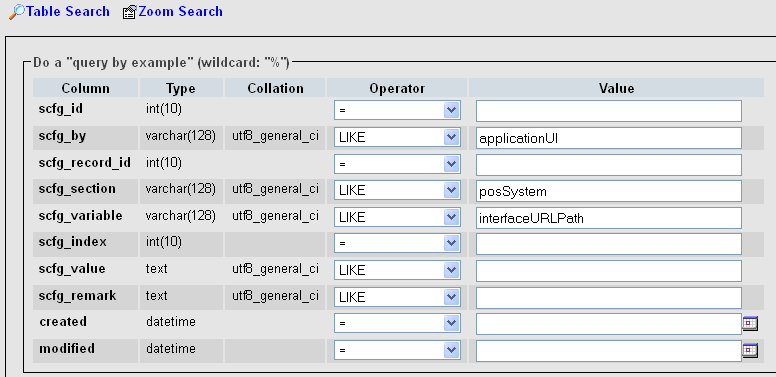 Table Search Zoom Search
Do a "query by example" (wildcard: "%")
Column Type Collation Operator Value
scfg_id int(10) =
scfg_by varchar(128) utf8_general_ci LIKE applicationUI
scfg_record_id int(10) =
scfg_section varchar(128) utf8_general_ci LIKE posSystem
scfg_variable varchar(128) utf8_general_ci LIKE interfaceURLPath
scfg_index int(10) =
scfg_value text utf8_general_ci LIKE
scfg_remark text utf8_general_ci LIKE
created datetime =
modified datetime =